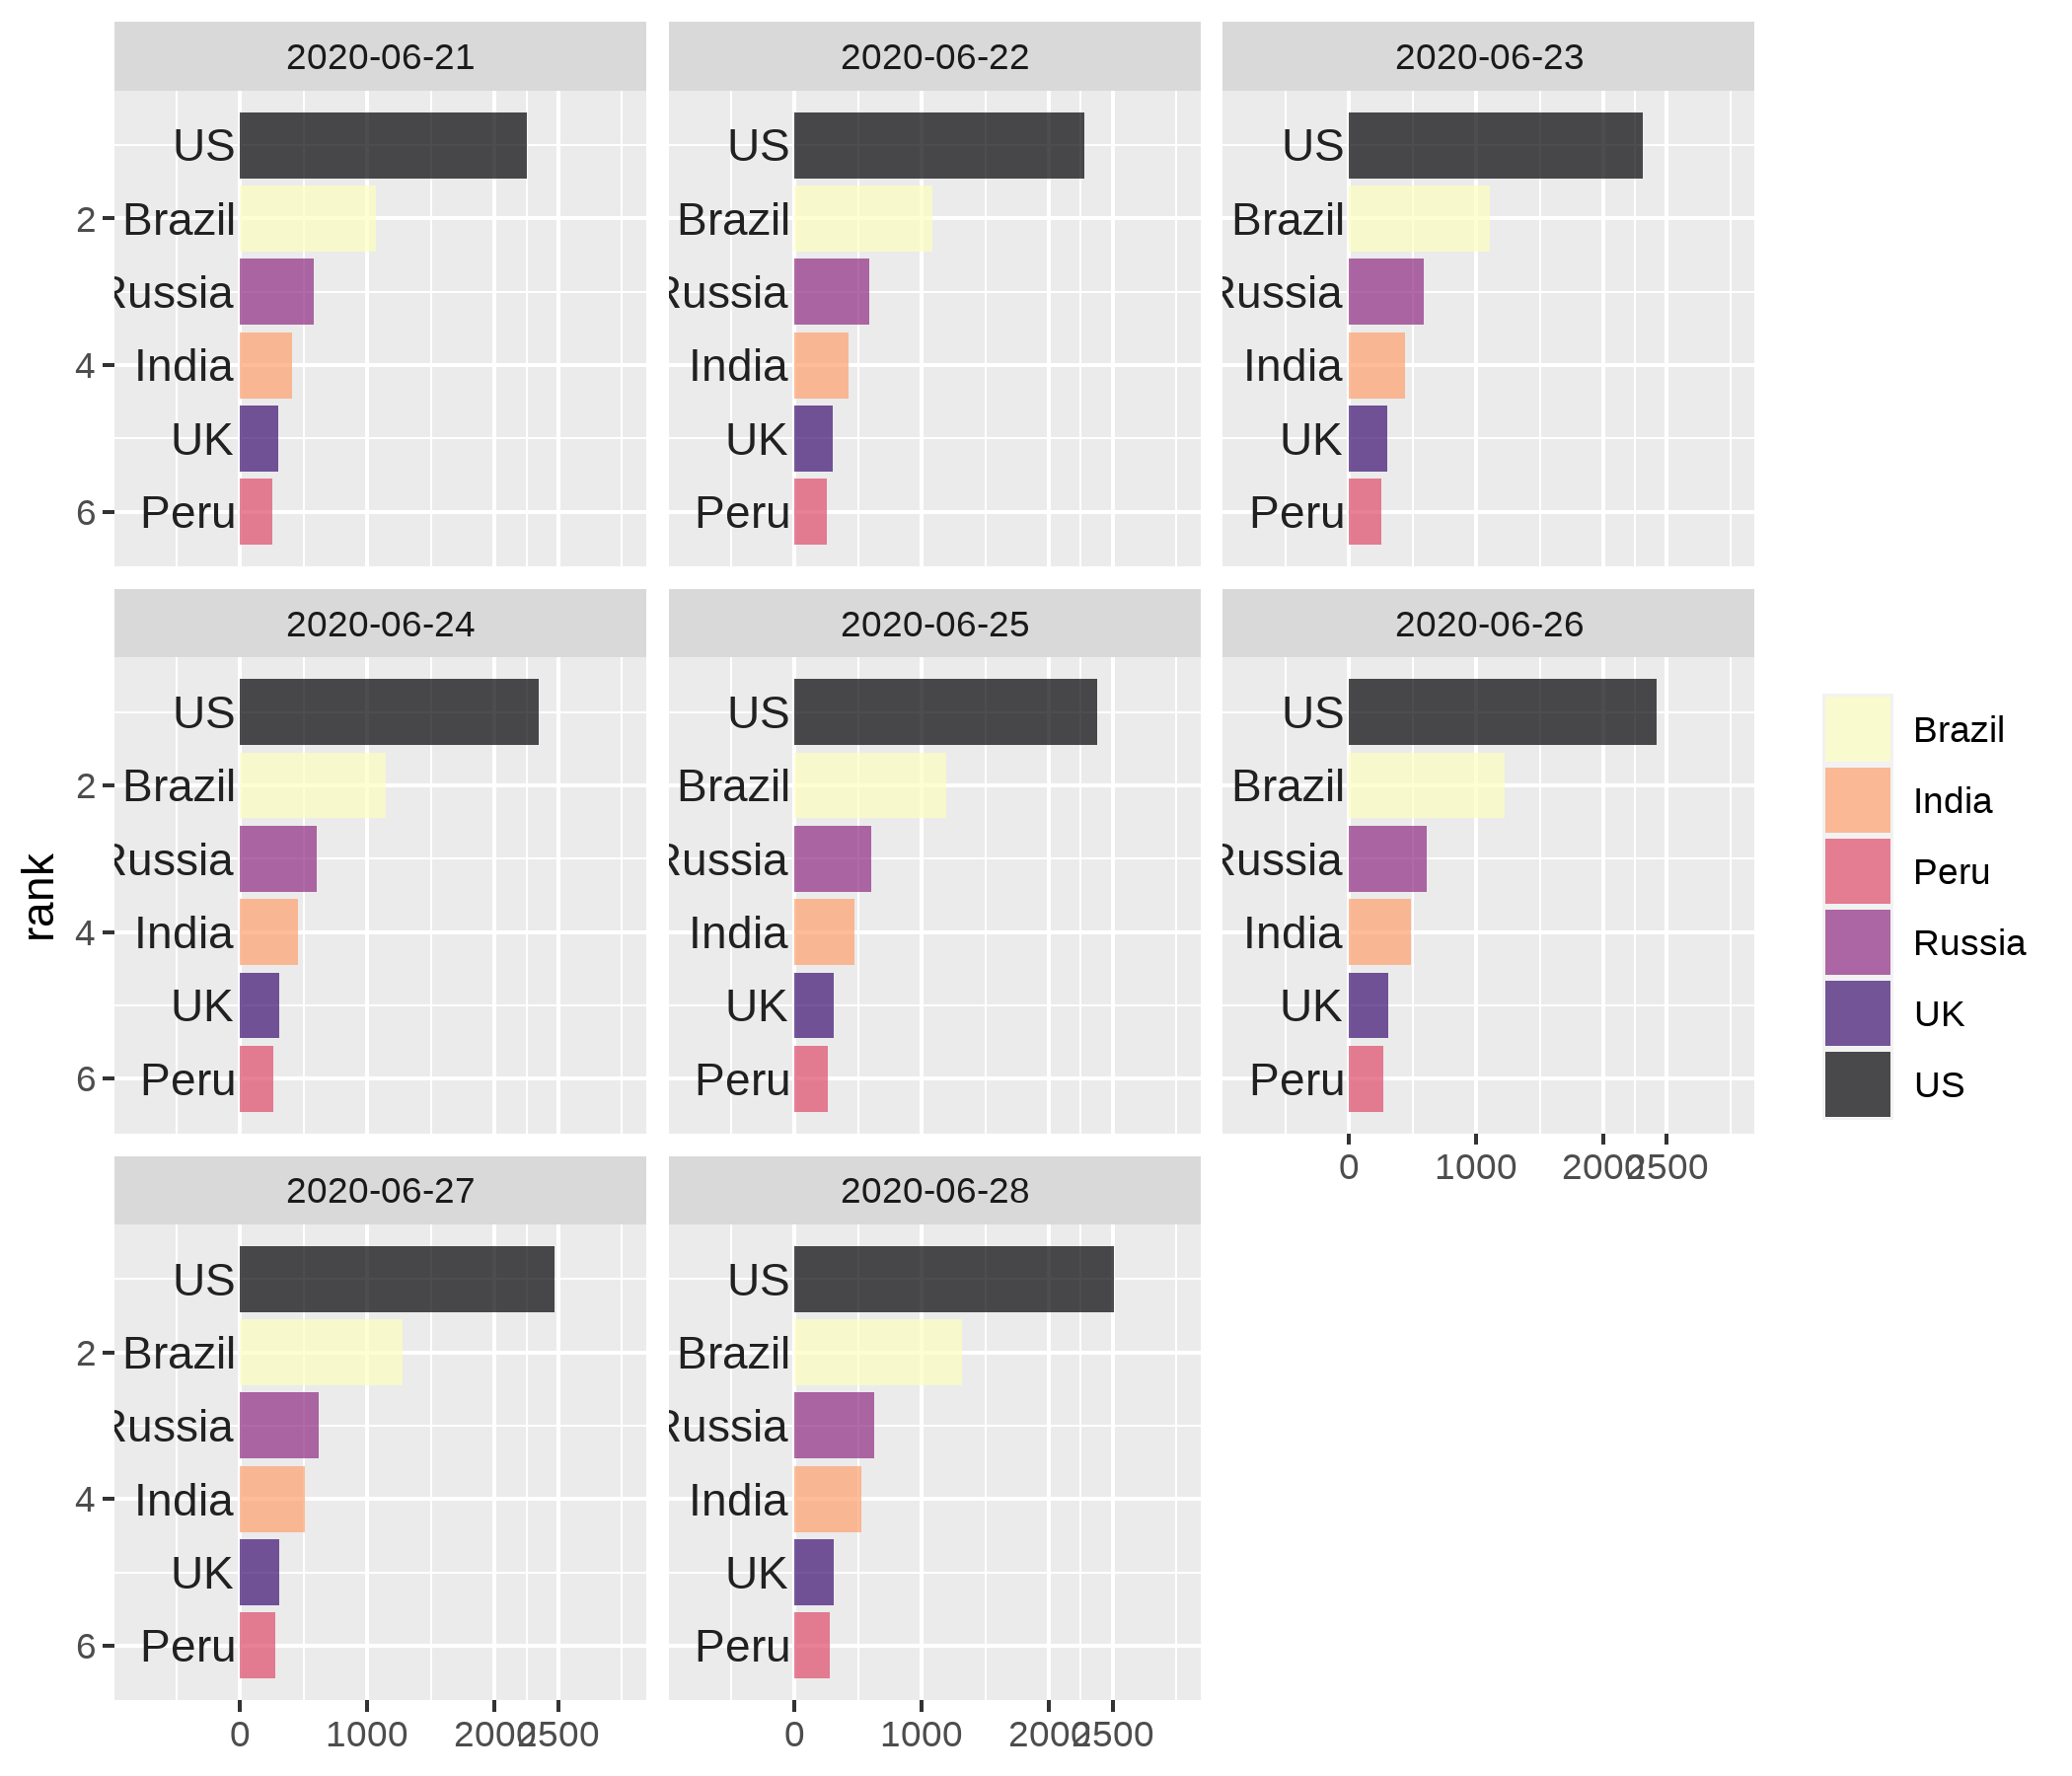 2020-06-21
2020-06-22
2020-06-23
US
US
US
2
Brazil
Brazil
Brazil
Russia
Russia
Russia
4
India
India
India
UK
UK
UK
6
Peru
Peru
Peru
2020-06-24
2020-06-25
2020-06-26
US
US
US
2
Brazil
Brazil
Brazil
Russia
Russia
Russia
4
India
India
India
UK
UK
UK
6
Peru
Peru
Peru
0
1000
2000
2500
rank
2020-06-27
2020-06-28
US
US
2
Brazil
Brazil
Russia
Russia
4
India
India
UK
UK
6
Peru
Peru
0
1000
2000
2500
0
1000
2000
2500
Brazil
India
Peru
Russia
UK
US